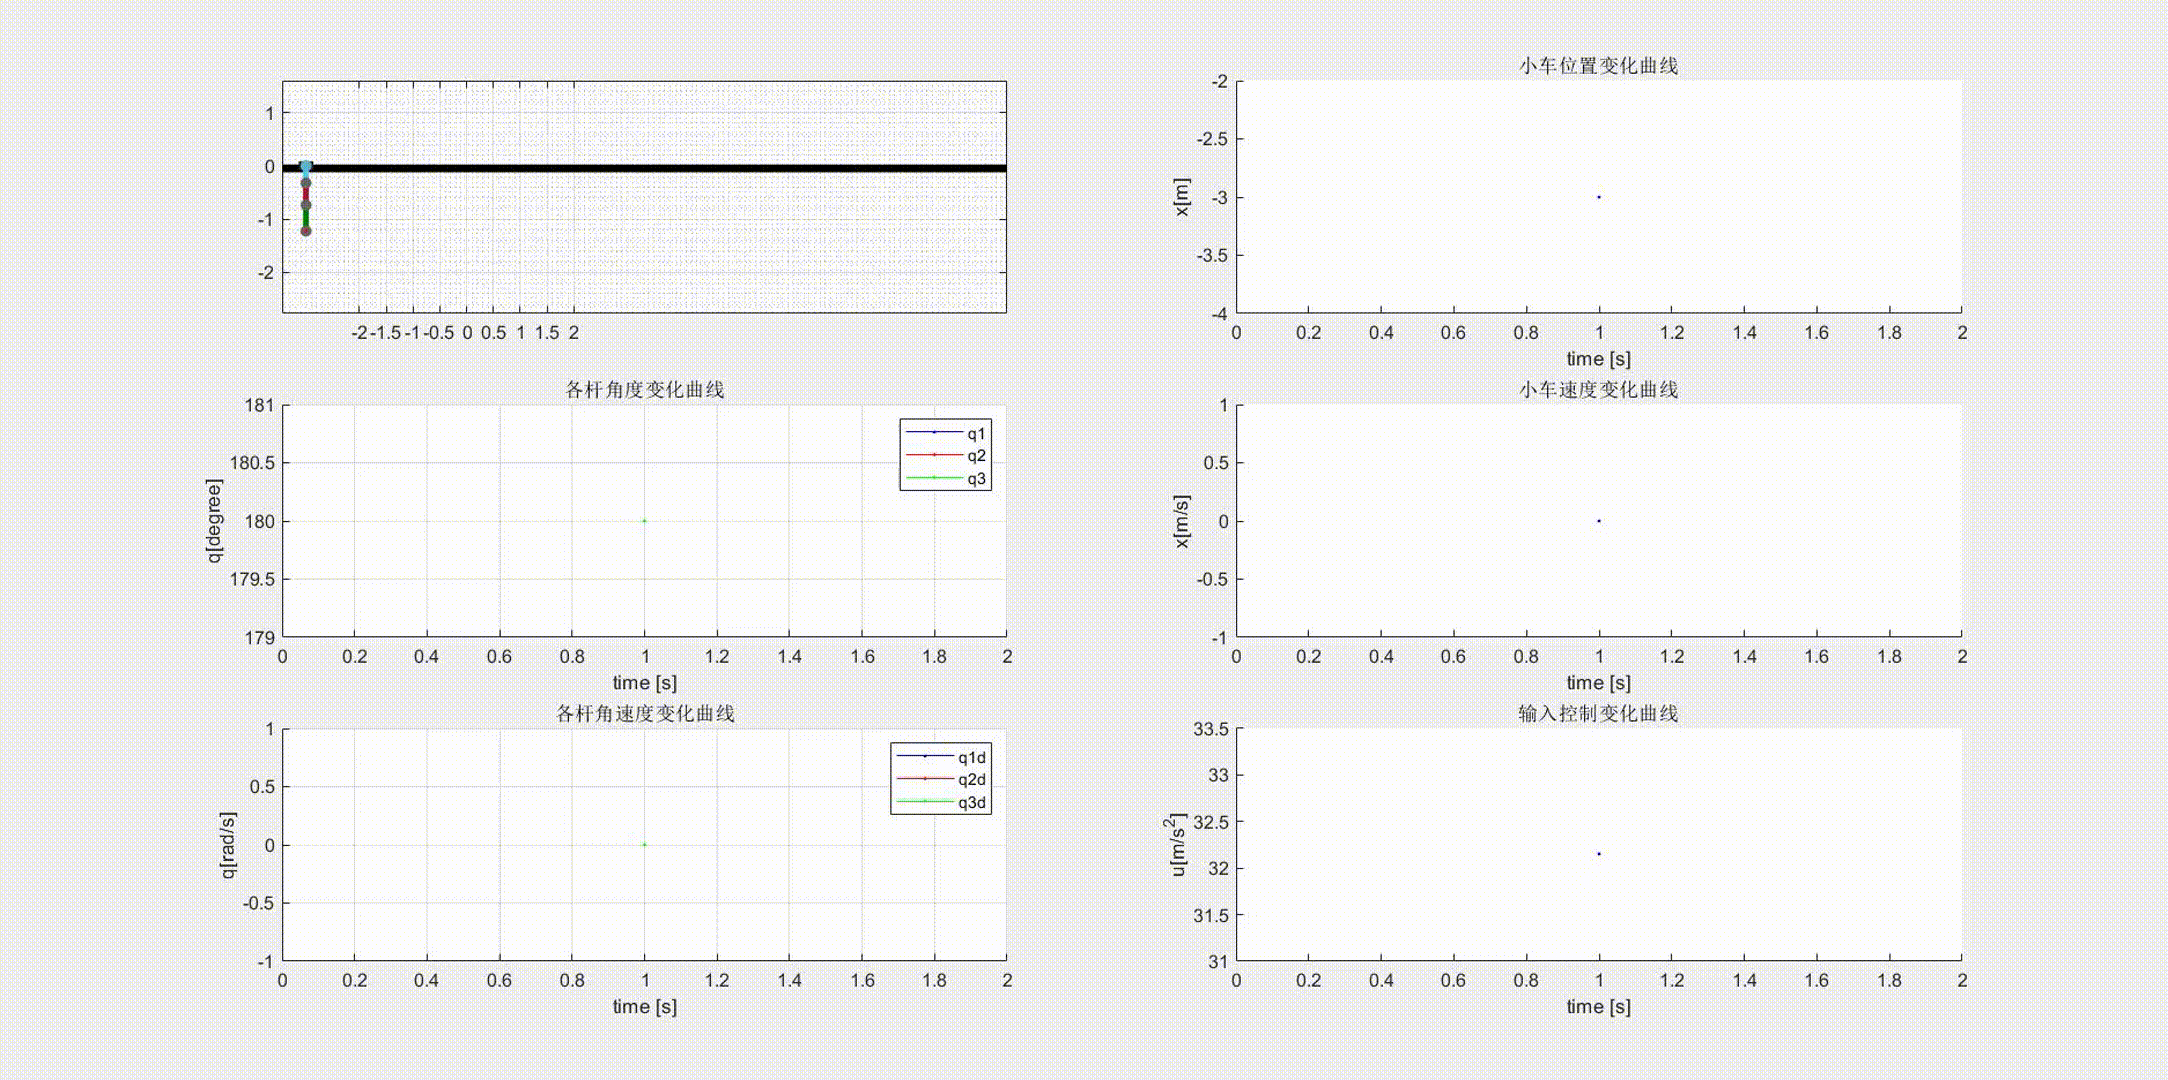 1
0
-1
-2
-2 -1.5 -1 -0.5 0 0.5 1 1.5 2
小车位置变化曲线
-2
-2.5
-3
-3.5
-4
x[m]
0 0.2 0.4 0.6 0.8 1 1.2 1.4 1.6 1.8 2
time [s]
各杆角度变化曲线
181
180.5
180
179.5
179
q[degree]
q1
q2
q3
0 0.2 0.4 0.6 0.8 1 1.2 1.4 1.6 1.8 2
time [s]
小车速度变化曲线
1
0.5
0
-0.5
-1
x[m/s]
0 0.2 0.4 0.6 0.8 1 1.2 1.4 1.6 1.8 2
time [s]
各杆角速度变化曲线
1
0.5
0
-0.5
-1
q[rad/s]
q1d
q2d
q3d
0 0.2 0.4 0.6 0.8 1 1.2 1.4 1.6 1.8 2
time [s]
输入控制变化曲线
33.5
33
32.5
32
31.5
31
u[m/s²]
0 0.2 0.4 0.6 0.8 1 1.2 1.4 1.6 1.8 2
time [s]